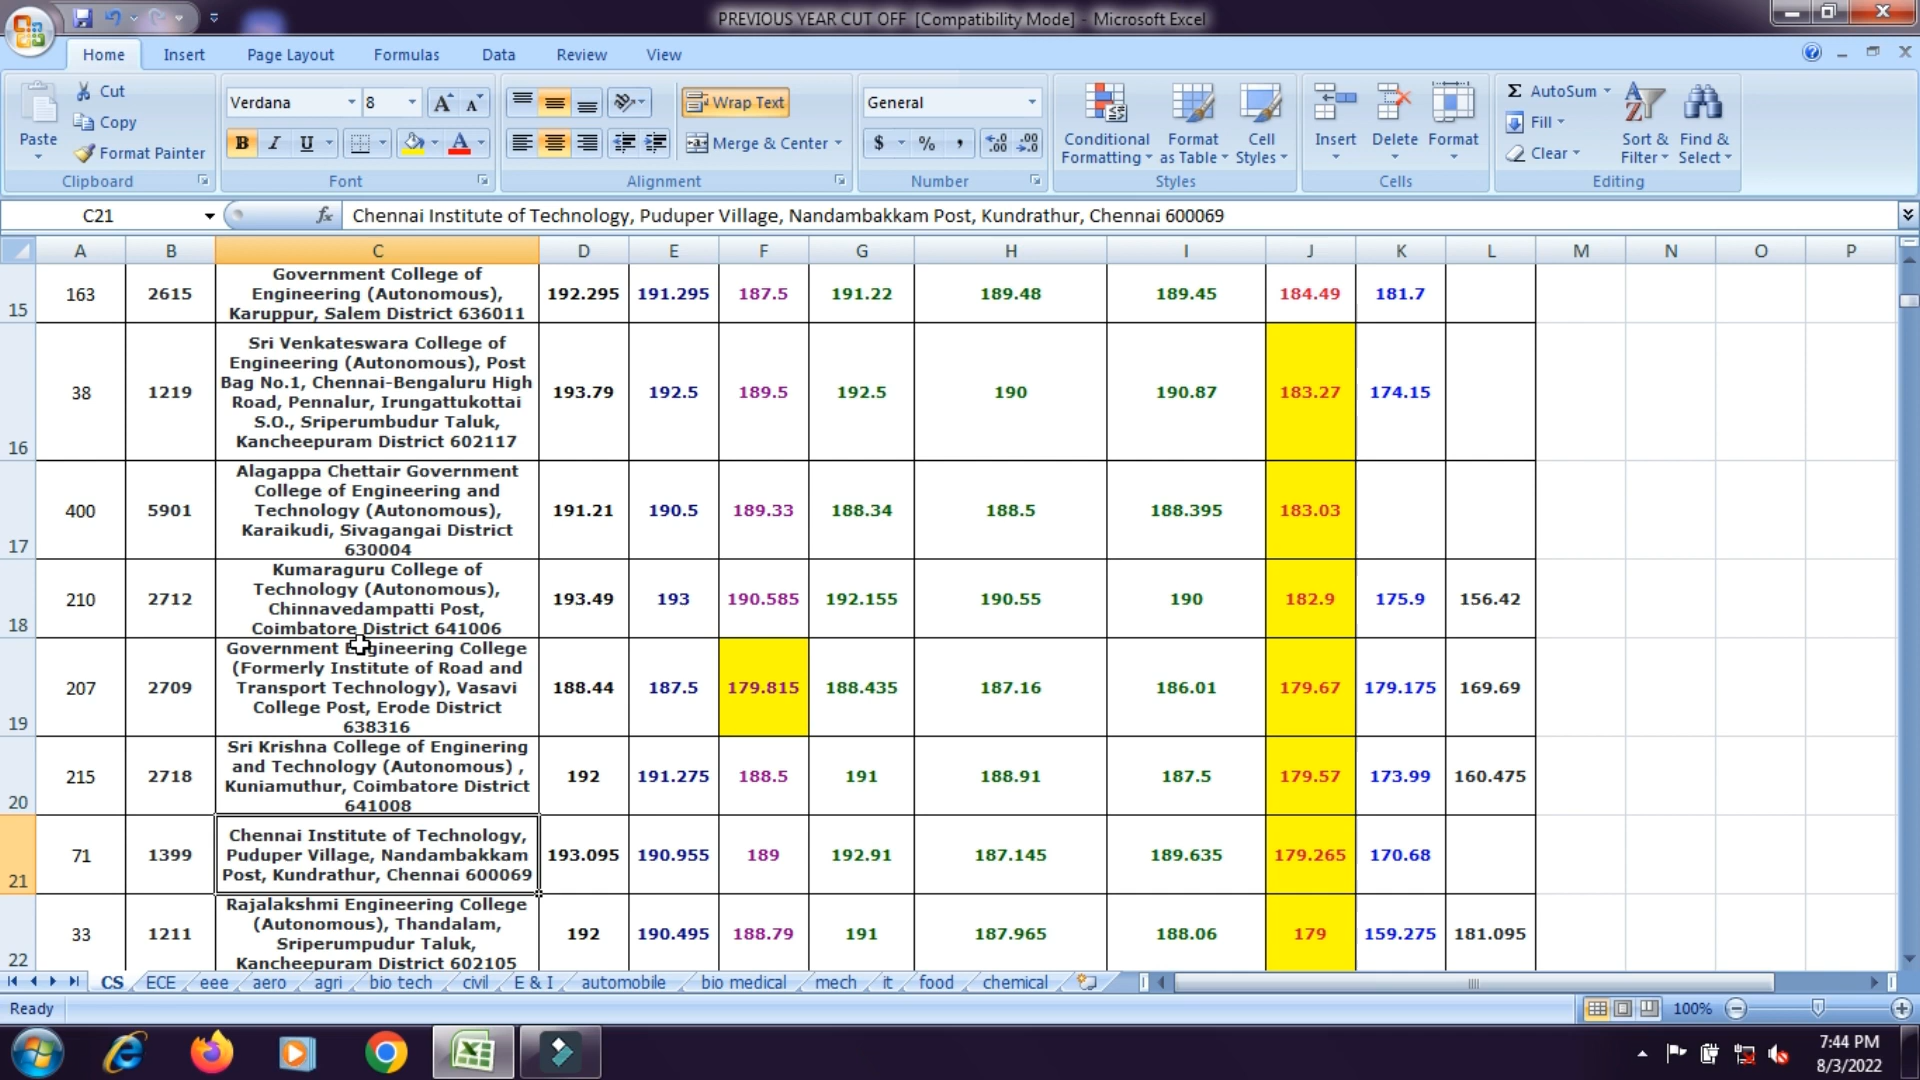 PREVIOUS YEAR CUT OFF [Compatibility Mode] - Microsoft Excel
Home Insert Page Layout Formulas Data Review View
Paste
Cut
Copy
Format Painter
Clipboard
Verdana 8
B I U
Font
Wrap Text
Merge & Center
Alignment
General
$ % ,
Number
Conditional Formatting
Format as Table
Cell Styles
Styles
Insert Delete Format
Cells
Σ AutoSum
Fill
Clear
Sort & Filter
Find & Select
Editing
C21 fx Chennai Institute of Technology, Puduper Village, Nandambakkam Post, Kundrathur, Chennai 600069
A B C D E F G H I J K L M N O P
15 163 2615 Government College of
Engineering (Autonomous),
Karuppur, Salem District 636011
192.295 191.295 187.5 191.22 189.48 189.45 184.49 181.7
16 38 1219 Sri Venkateswara College of
Engineering (Autonomous), Post
Bag No.1, Chennai-Bengaluru High
Road, Pennalur, Irungattukottai
S.O., Sriperumbudur Taluk,
Kancheepuram District 602117
193.79 192.5 189.5 192.5 190 190.87 183.27 174.15
17 400 5901 Alagappa Chettair Government
College of Engineering and
Technology (Autonomous),
Karaikudi, Sivagangai District
630004
191.21 190.5 189.33 188.34 188.5 188.395 183.03
18 210 2712 Kumaraguru College of
Technology (Autonomous),
Chinnavedampatti Post,
Coimbatore District 641006
193.49 193 190.585 192.155 190.55 190 182.9 175.9 156.42
19 207 2709 Government Engineering College
(Formerly Institute of Road and
Transport Technology), Vasavi
College Post, Erode District
638316
188.44 187.5 179.815 188.435 187.16 186.01 179.67 179.175 169.69
20 215 2718 Sri Krishna College of Enginering
and Technology (Autonomous) ,
Kuniamuthur, Coimbatore District
641008
192 191.275 188.5 191 188.91 187.5 179.57 173.99 160.475
21 71 1399 Chennai Institute of Technology,
Puduper Village, Nandambakkam
Post, Kundrathur, Chennai 600069
193.095 190.955 189 192.91 187.145 189.635 179.265 170.68
22 33 1211 Rajalakshmi Engineering College
(Autonomous), Thandalam,
Sriperumpudur Taluk,
Kancheepuram District 602105
192 190.495 188.79 191 187.965 188.06 179 159.275 181.095
CS ECE eee aero agri bio tech civil E & I automobile bio medical mech it food chemical
Ready 100%
7:44 PM
8/3/2022